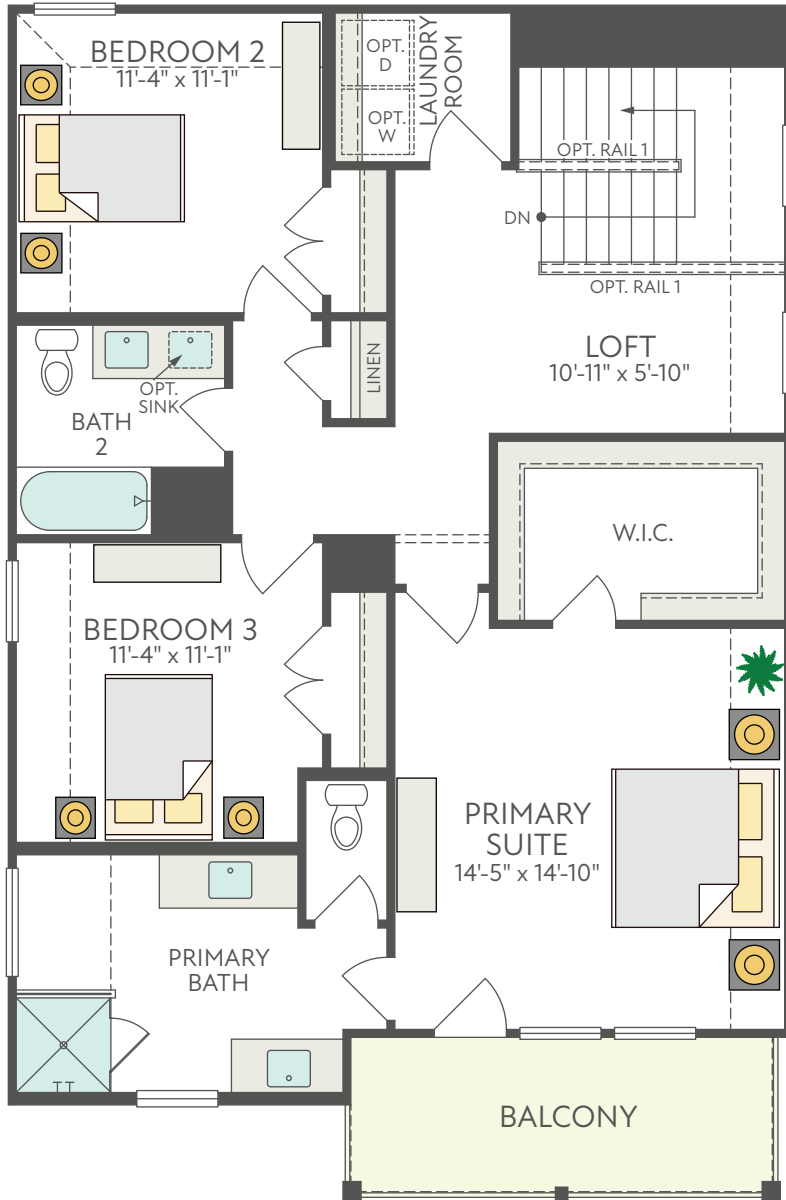 BEDROOM 2
11'-4" x 11'-1"
OPT.
D
OPT.
W
LAUNDRY
ROOM
OPT. RAIL 1
DN
OPT. RAIL 1
LOFT
10'-11" x 5'-10"
LINEN
OPT.
SINK
BATH
2
W.I.C.
BEDROOM 3
11'-4" x 11'-1"
PRIMARY
SUITE
14'-5" x 14'-10"
PRIMARY
BATH
BALCONY